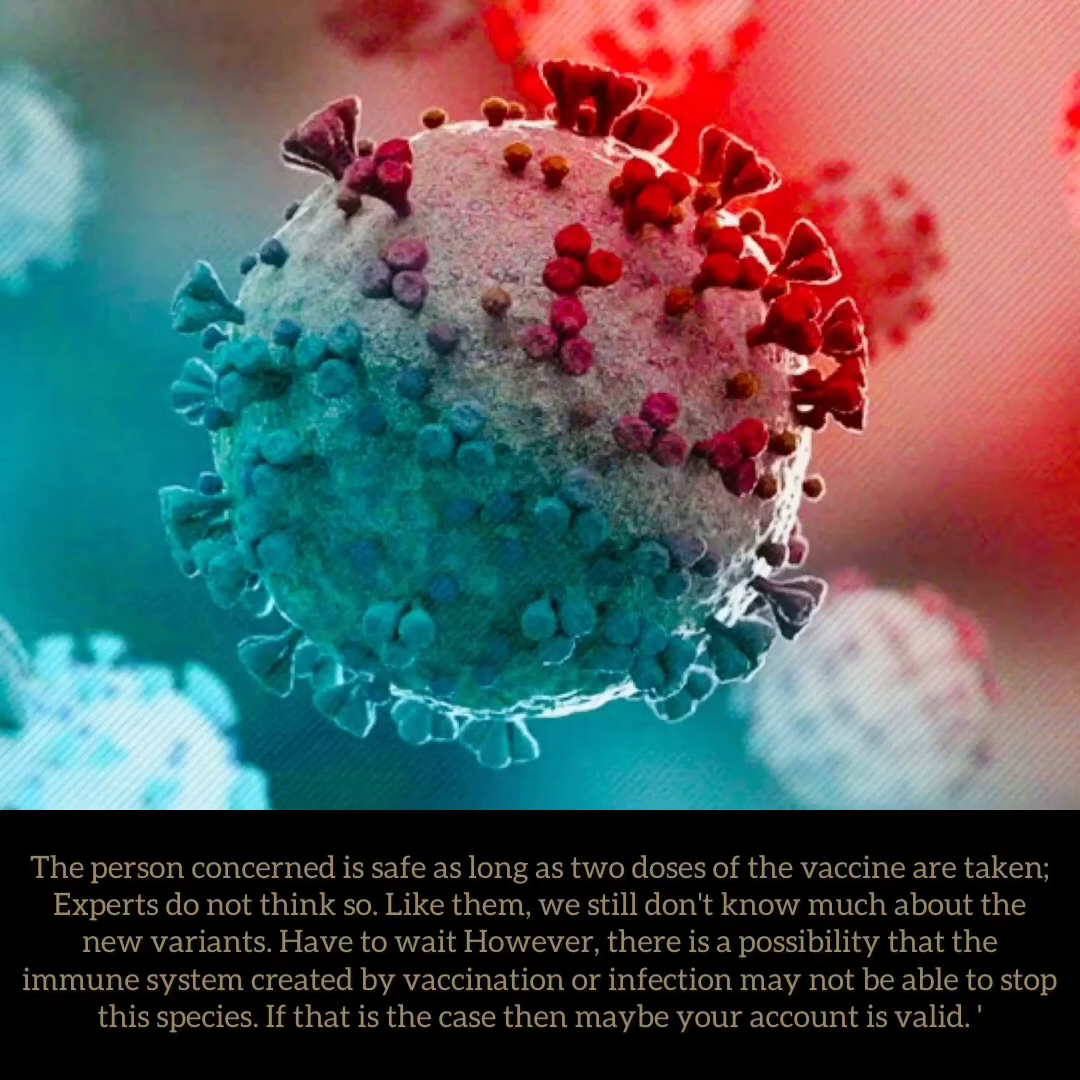 The person concerned is safe as long as two doses of the vaccine are taken;
Experts do not think so. Like them, we still don't know much about the
new variants. Have to wait However, there is a possibility that the
immune system created by vaccination or infection may not be able to stop
this species. If that is the case then maybe your account is valid. '